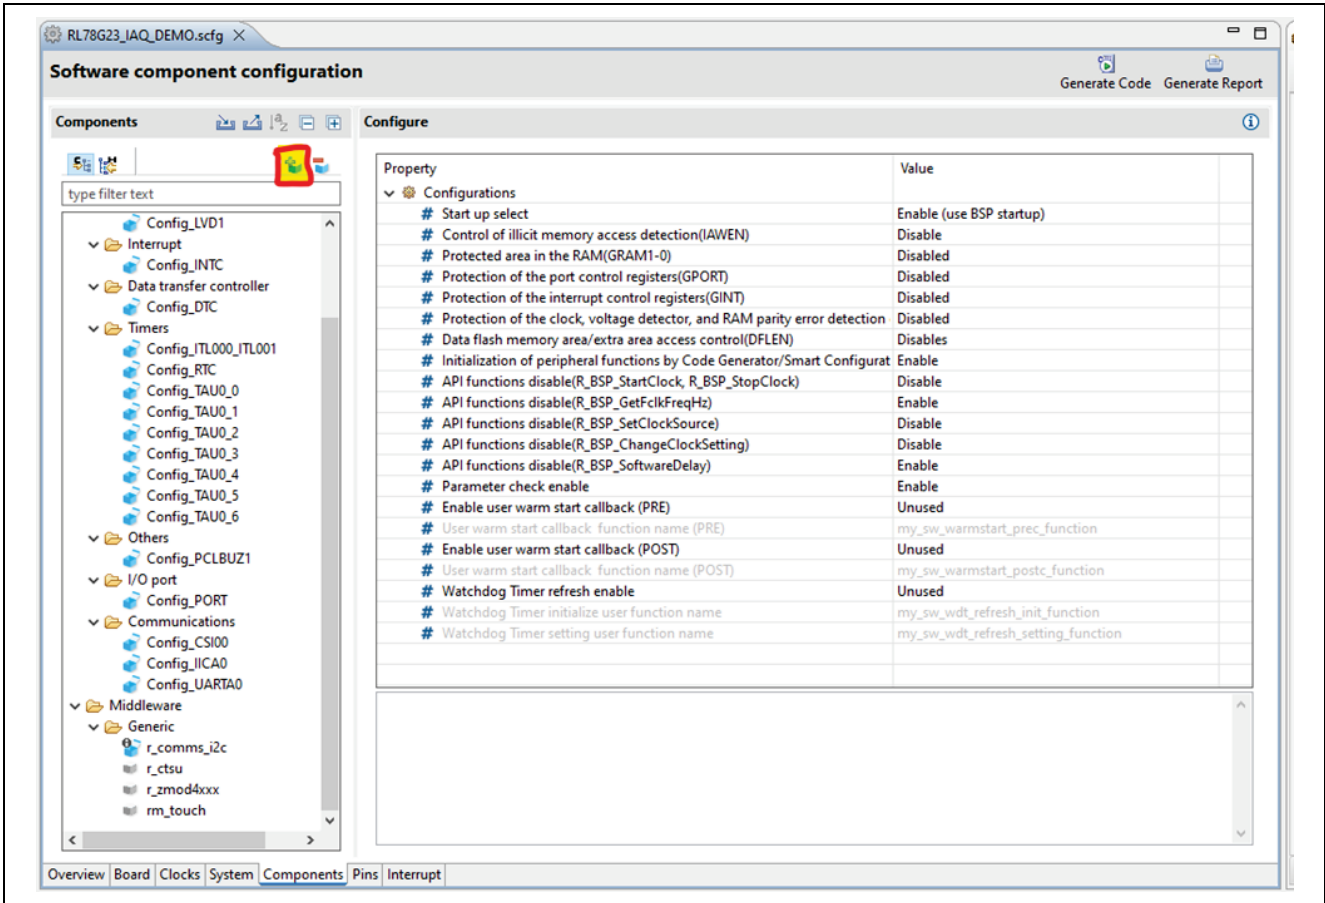 RL78G23_IAQ_DEMO.scfg
Software component configuration
Generate Code Generate Report
Components
Configure
type filter text
Config_LVD1
Interrupt
Config_INTC
Data transfer controller
Config_DTC
Timers
Config_ITL000_ITL001
Config_RTC
Config_TAU0_0
Config_TAU0_1
Config_TAU0_2
Config_TAU0_3
Config_TAU0_4
Config_TAU0_5
Config_TAU0_6
Others
Config_PCLBUZ1
I/O port
Config_PORT
Communications
Config_CSI00
Config_IICA0
Config_UARTA0
Middleware
Generic
r_comms_i2c
r_ctsu
r_zmod4xxx
rm_touch
Property Value
Configurations
# Start up select Enable (use BSP startup)
# Control of illicit memory access detection(IAWEN) Disable
# Protected area in the RAM(GRAM1-0) Disabled
# Protection of the port control registers(GPORT) Disabled
# Protection of the interrupt control registers(GINT) Disabled
# Protection of the clock, voltage detector, and RAM parity error detection Disabled
# Data flash memory area/extra area access control(DFLEN) Disables
# Initialization of peripheral functions by Code Generator/Smart Configurat Enable
# API functions disable(R_BSP_StartClock, R_BSP_StopClock) Disable
# API functions disable(R_BSP_GetFclkFreqHz) Enable
# API functions disable(R_BSP_SetClockSource) Disable
# API functions disable(R_BSP_ChangeClockSetting) Disable
# API functions disable(R_BSP_SoftwareDelay) Enable
# Parameter check enable Enable
# Enable user warm start callback (PRE) Unused
# User warm start callback function name (PRE) my_sw_warmstart_prec_function
# Enable user warm start callback (POST) Unused
# User warm start callback function name (POST) my_sw_warmstart_postc_function
# Watchdog Timer refresh enable Unused
# Watchdog Timer initialize user function name my_sw_wdt_refresh_init_function
# Watchdog Timer setting user function name my_sw_wdt_refresh_setting_function
Overview Board Clocks System Components Pins Interrupt